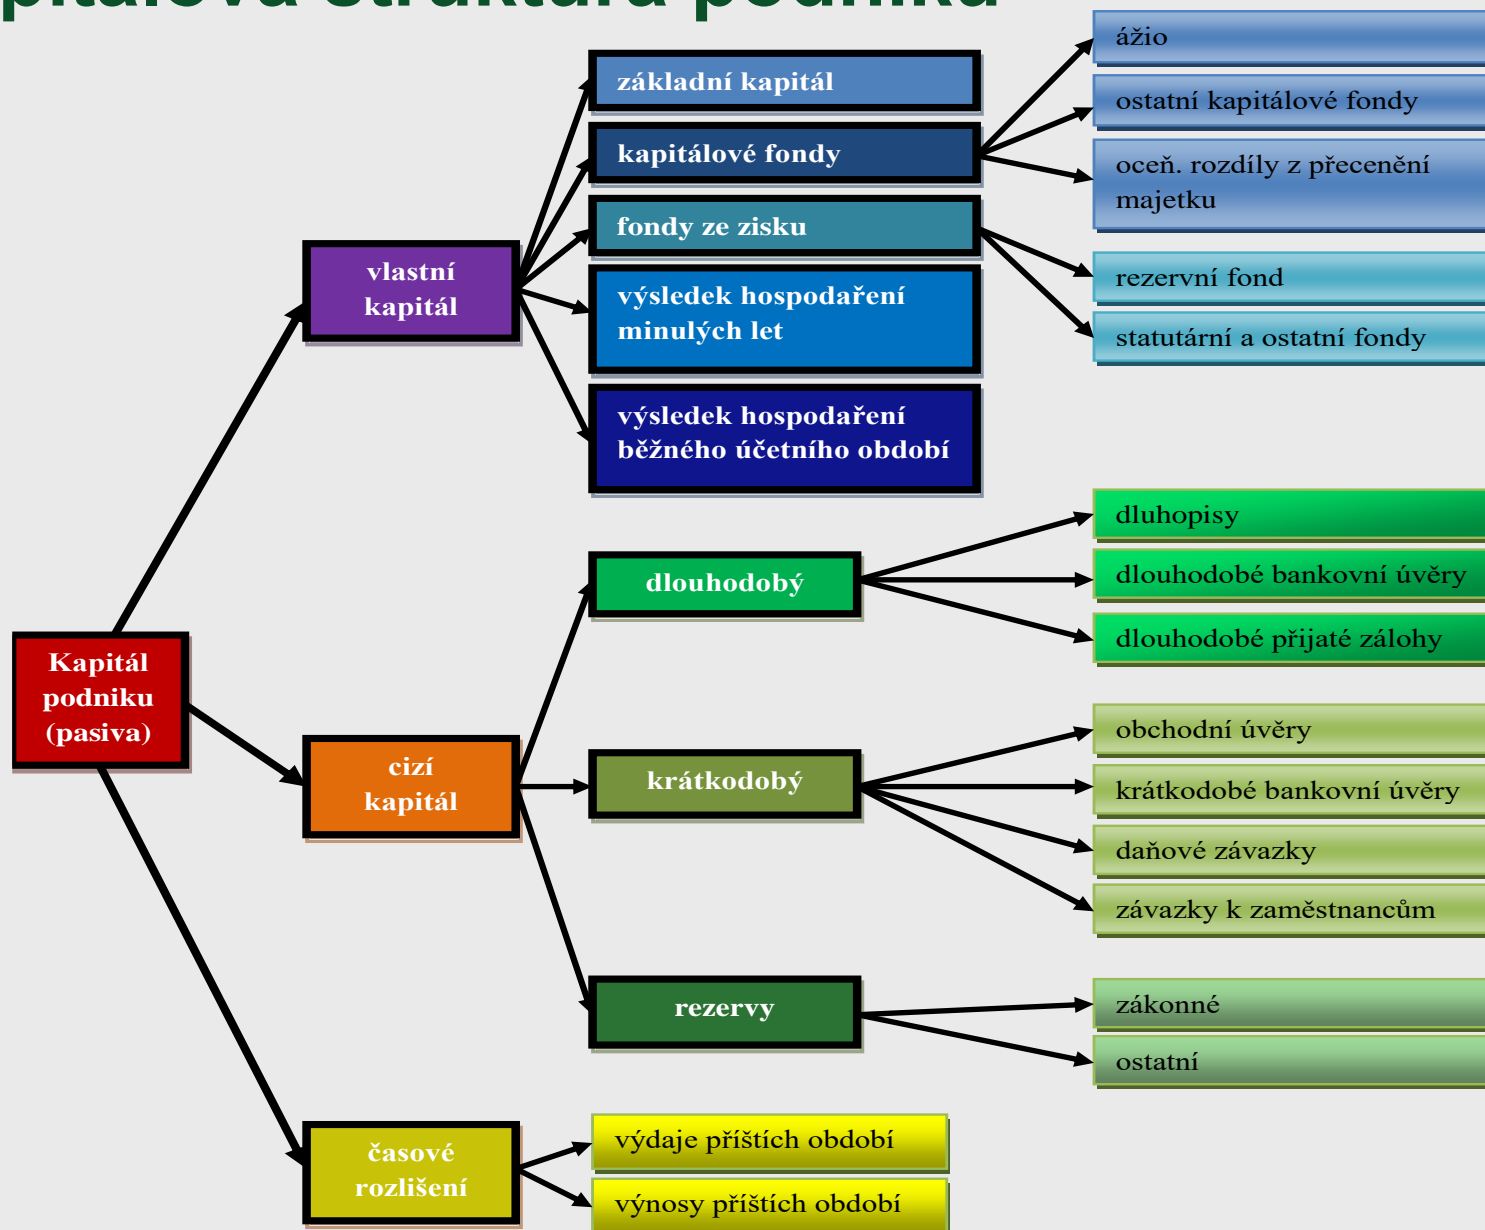 pitálová struktura podniku
ážio
základní kapitál
ostatní kapitálové fondy
kapitálové fondy
oceň. rozdíly z přecenění
majetku
fondy ze zisku
vlastní
kapitál
rezervní fond
výsledek hospodaření
minulých let
statutární a ostatní fondy
výsledek hospodaření
běžného účetního období
dluhopisy
dlouhodobý
dlouhodobé bankovní úvěry
dlouhodobé přijaté zálohy
Kapitál
podniku
(pasiva)
obchodní úvěry
cizí
kapitál
krátkodobý
krátkodobé bankovní úvěry
daňové závazky
závazky k zaměstnancům
rezervy
zákonné
ostatní
časové
rozlišení
výdaje příštích období
výnosy příštích období